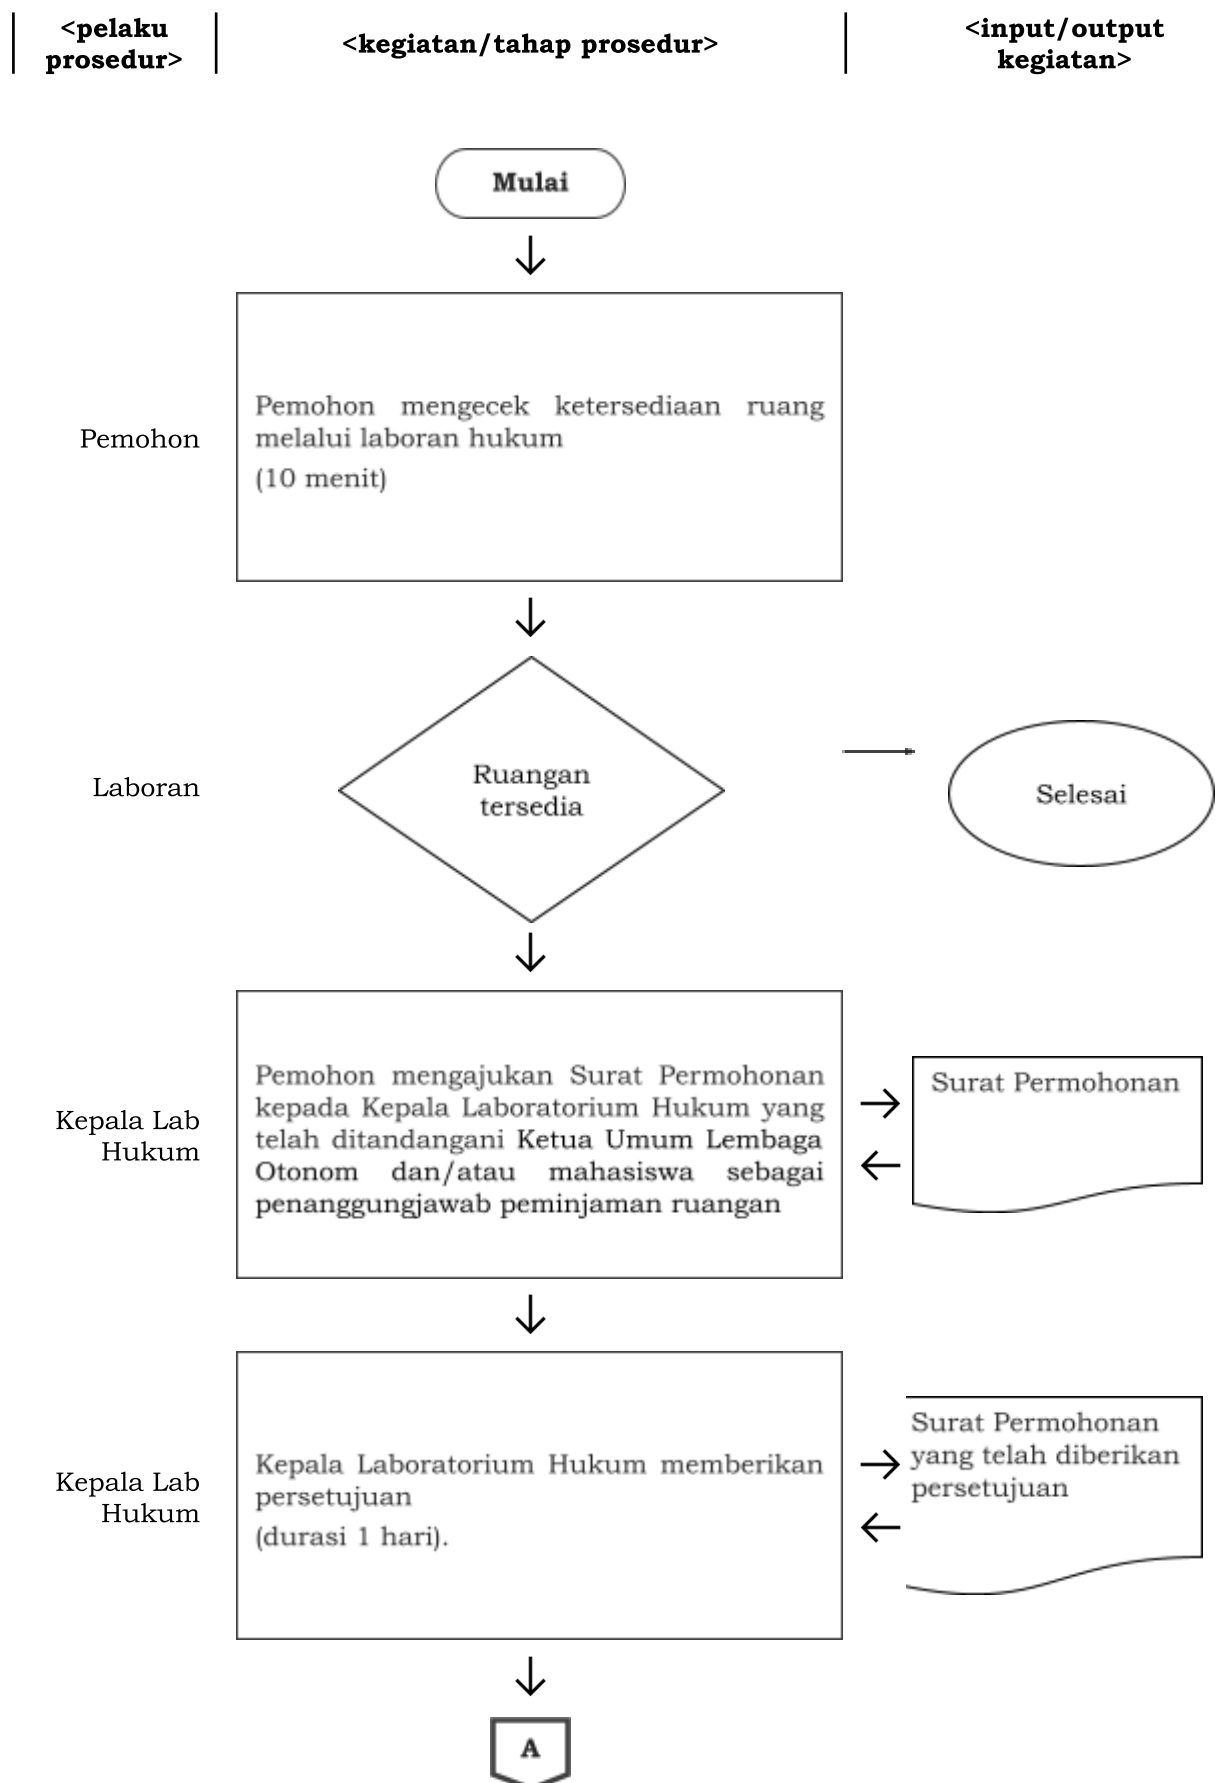 <pelaku
prosedur>
<kegiatan/tahap prosedur>
<input/output
kegiatan>
Mulai
Pemohon
Pemohon mengecek ketersediaan ruang
melalui laboran hukum
(10 menit)
Laboran
Ruangan
tersedia
Selesai
Kepala Lab
Hukum
Pemohon mengajukan Surat Permohonan
kepada Kepala Laboratorium Hukum yang
telah ditandangani Ketua Umum Lembaga
Otonom dan/atau mahasiswa sebagai
penanggungjawab peminjaman ruangan
Surat Permohonan
Kepala Lab
Hukum
Kepala Laboratorium Hukum memberikan
persetujuan
(durasi 1 hari).
Surat Permohonan
yang telah diberikan
persetujuan
A